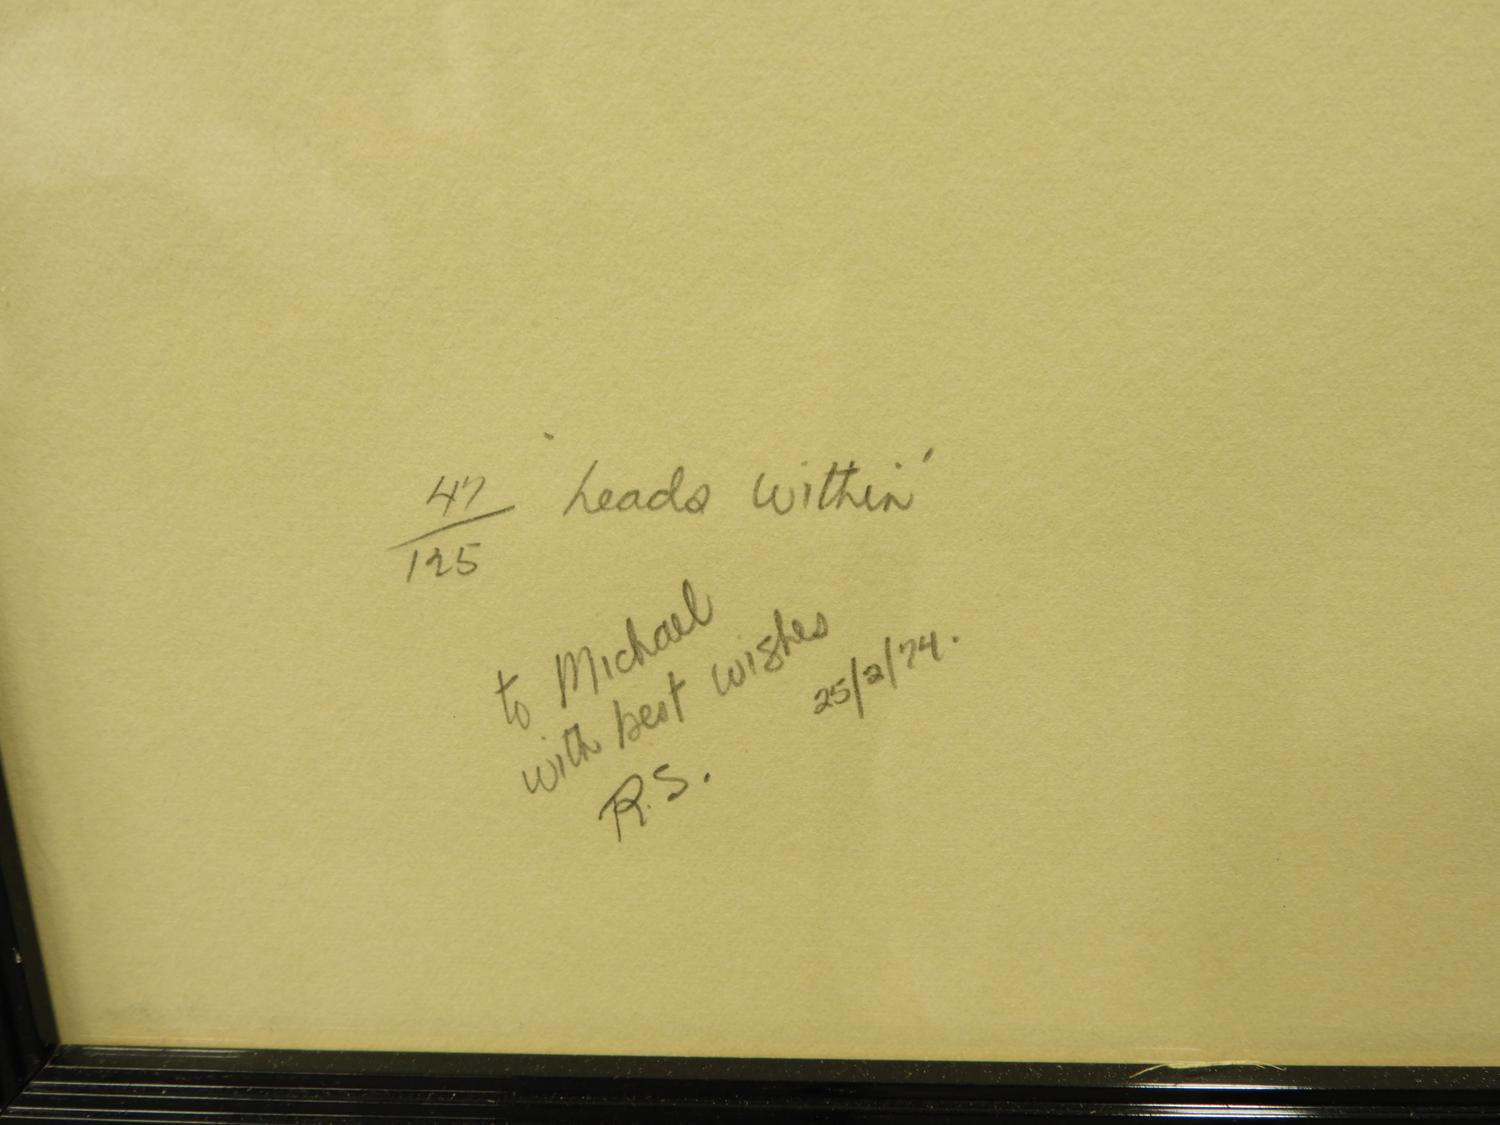 47/125 'heads within'
to Michael
with best wishes
25/2/74.
R.S.